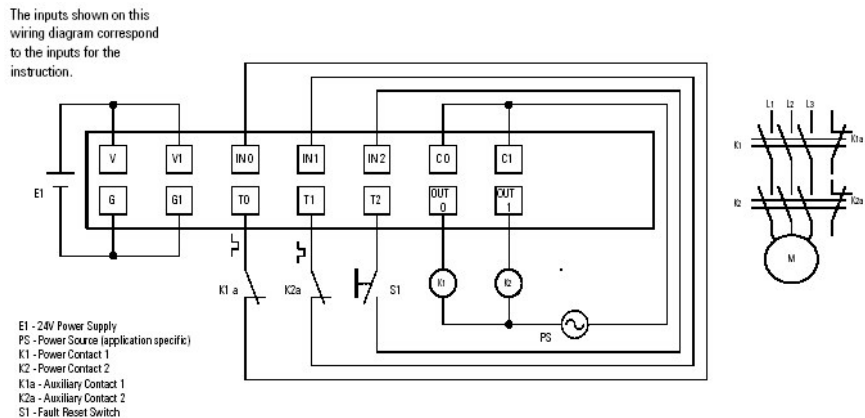 The inputs shown on this
wiring diagram correspond
to the inputs for the
instruction.
V V1 IN0 IN1 IN2 C0 C1
G G1 T0 T1 T2 OUT 0 OUT 1
E1
K1 a K2a S1 K1 K2
PS
L1 L2 L3
K1 K1a
K2 K2a
M
E1 - 24V Power Supply
PS - Power Source (application specific)
K1 - Power Contact 1
K2 - Power Contact 2
K1a - Auxiliary Contact 1
K2a - Auxiliary Contact 2
S1 - Fault Reset Switch